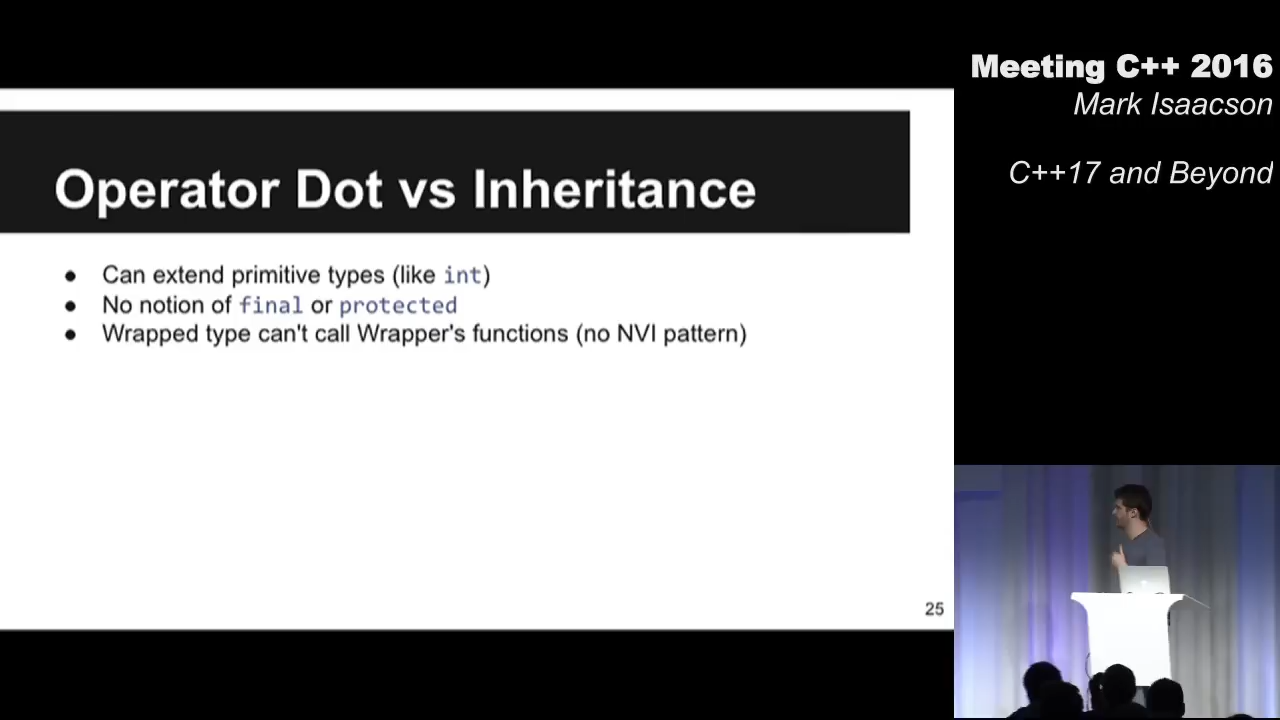 Meeting C++ 2016
Mark Isaacson
C++17 and Beyond
Operator Dot vs Inheritance
● Can extend primitive types (like int)
● No notion of final or protected
● Wrapped type can't call Wrapper's functions (no NVI pattern)
25